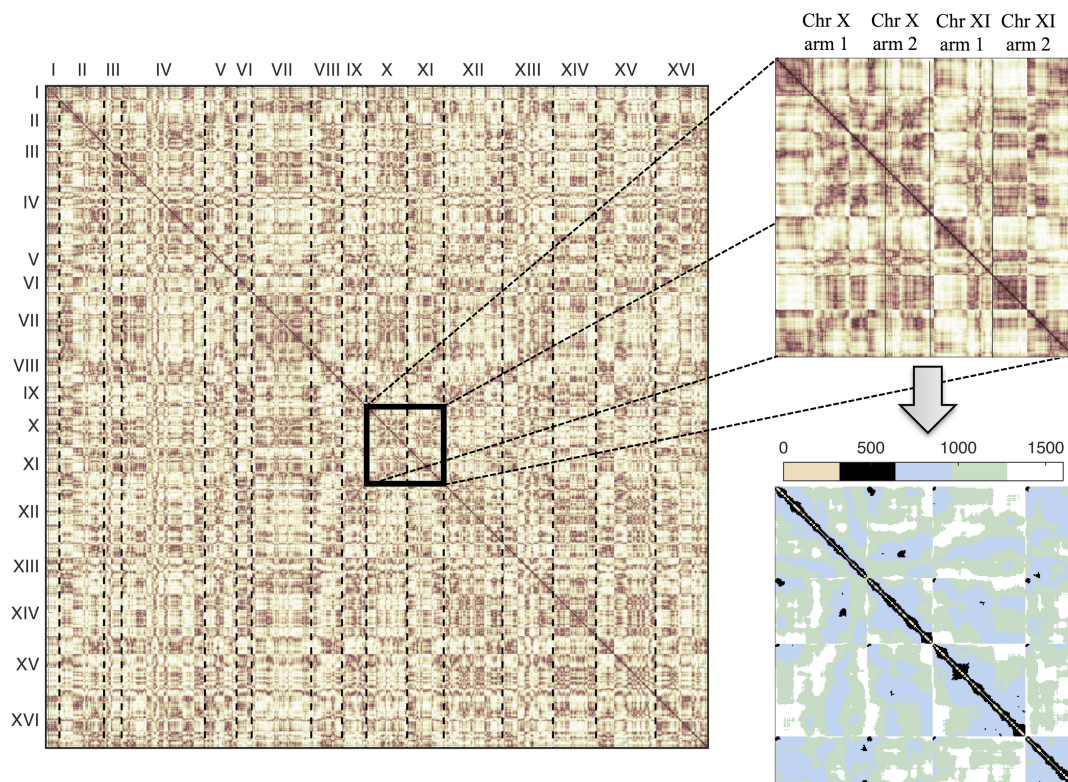 Chr X Chr X Chr XI Chr XI
arm 1 arm 2 arm 1 arm 2
I II III IV V VI VII VIII IX X XI XII XIII XIV XV XVI
I
II
III
IV
V
VI
VII
VIII
IX
X
XI
XII
XIII
XIV
XV
XVI
0 500 1000 1500